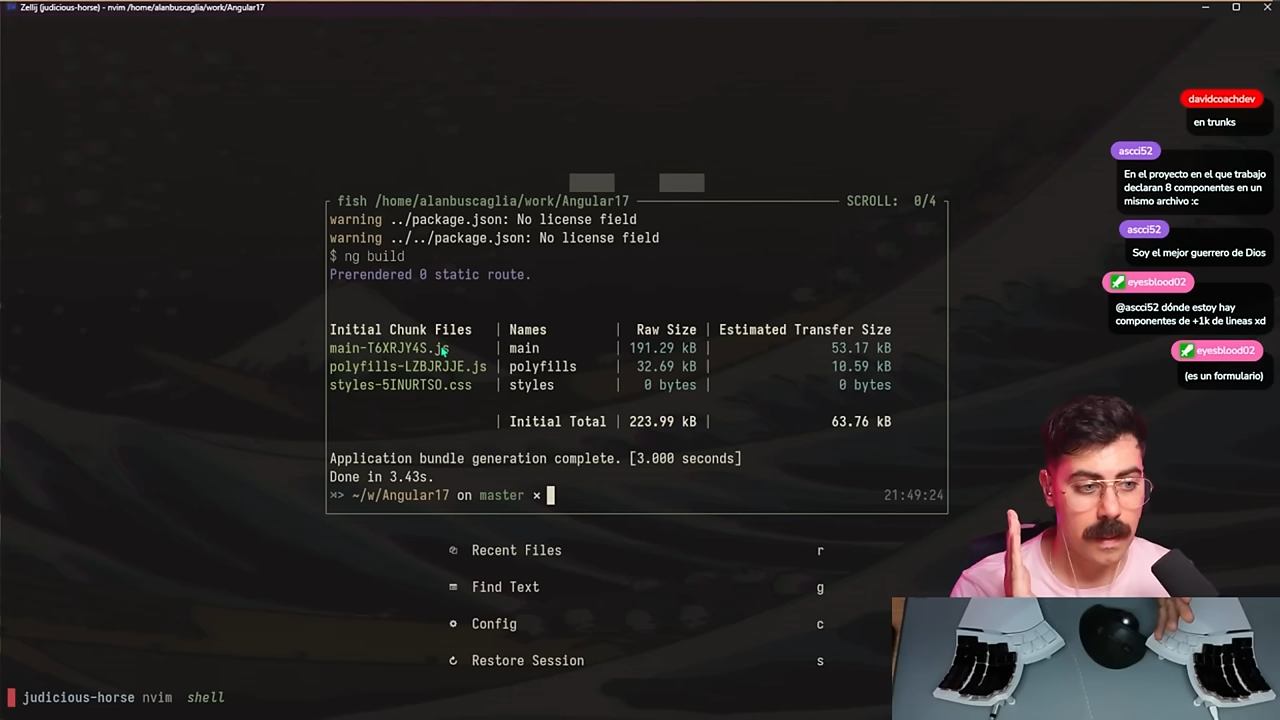 Zellij (judicious-horse) - nvim /home/alanbuscaglia/work/Angular17
fish /home/alanbuscaglia/work/Angular17
SCROLL: 0/4
warning ../package.json: No license field
warning ../../package.json: No license field
$ ng build
Prerendered 0 static route.
Initial Chunk Files | Names | Raw Size | Estimated Transfer Size
main-T6XRJY4S.js | main | 191.29 kB | 53.17 kB
polyfills-LZBJRJJE.js | polyfills | 32.69 kB | 10.59 kB
styles-5INURTSO.css | styles | 0 bytes | 0 bytes
| Initial Total | 223.99 kB | 63.76 kB
Application bundle generation complete. [3.000 seconds]
Done in 3.43s.
~/w/Angular17 on master × 21:49:24
Recent Files r
Find Text g
Config c
Restore Session s
judicious-horse nvim shell
davidcoachdev
en trunks
ascci52
En el proyecto en el que trabajo
declaran 8 componentes en un
mismo archivo :c
ascci52
Soy el mejor guerrero de Dios
eyesblood02
@ascci52 dónde estoy hay
componentes de +1k de lineas xd
eyesblood02
(es un formulario)